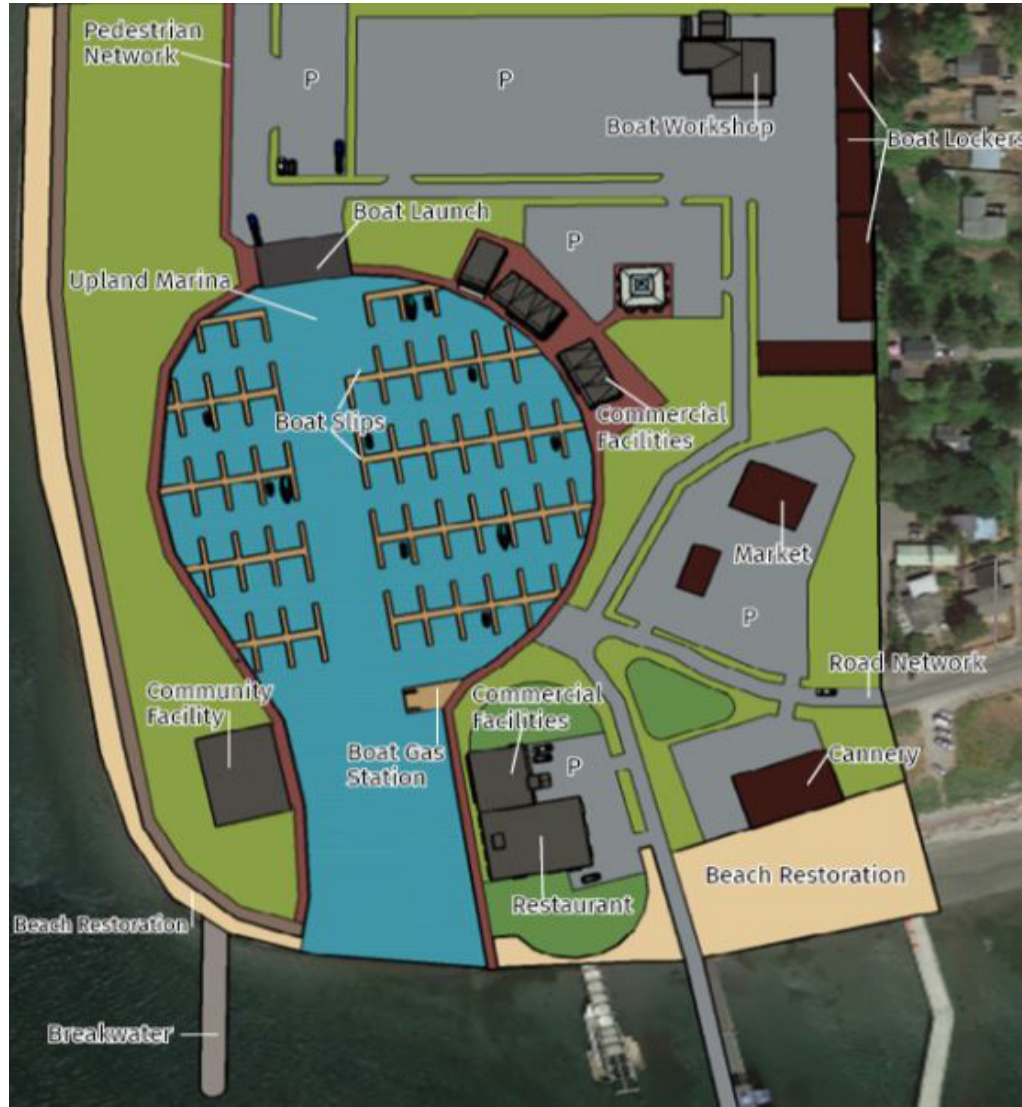 Pedestrian
Network
P
P
Boat Workshop
Boat Lockers
Boat Launch
P
Upland Marina
Boat Slips
Commercial
Facilities
Market
P
Road Network
Community
Facility
Commercial
Facilities
Boat Gas
Station
P
Cannery
Beach Restoration
Restaurant
Beach Restoration
Breakwater